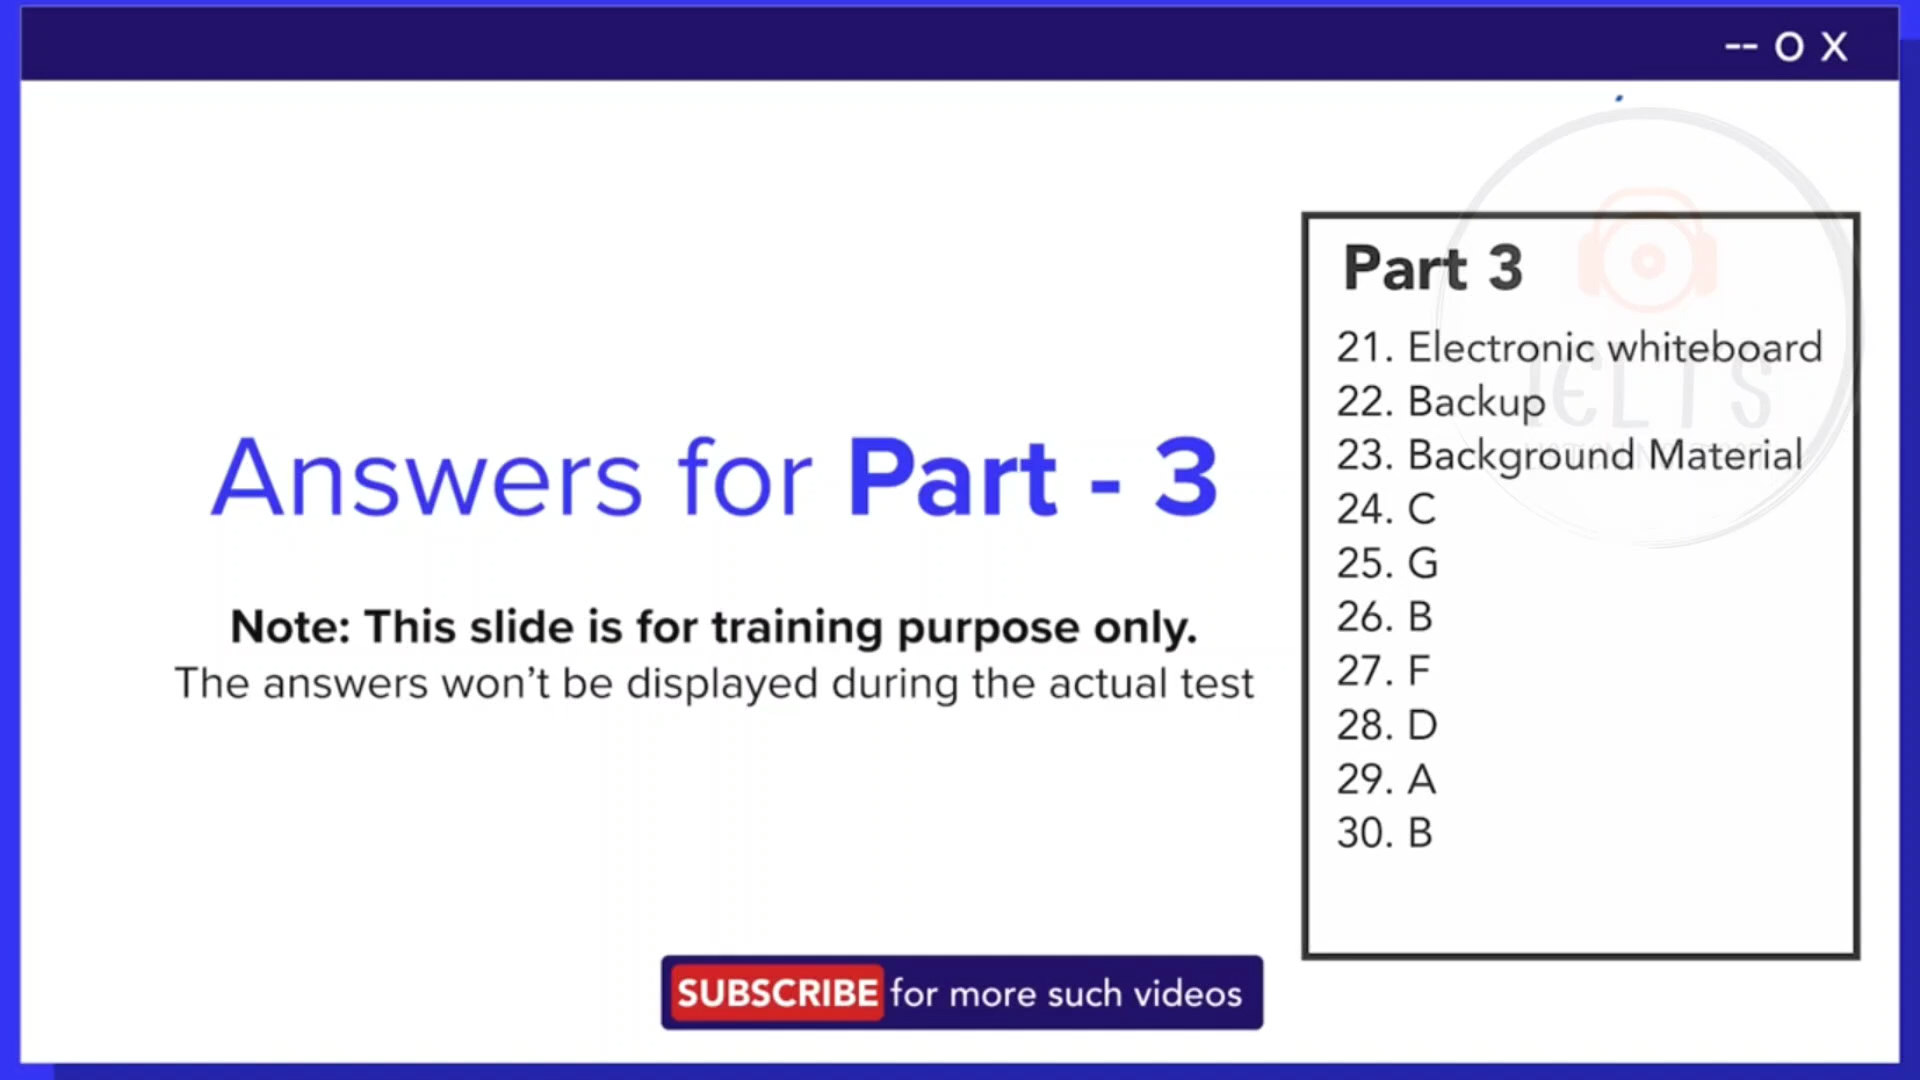 -- O X
Answers for Part - 3
Note: This slide is for training purpose only.
The answers won’t be displayed during the actual test
Part 3
21. Electronic whiteboard
22. Backup
23. Background Material
24. C
25. G
26. B
27. F
28. D
29. A
30. B
IELTS
SUBSCRIBE for more such videos